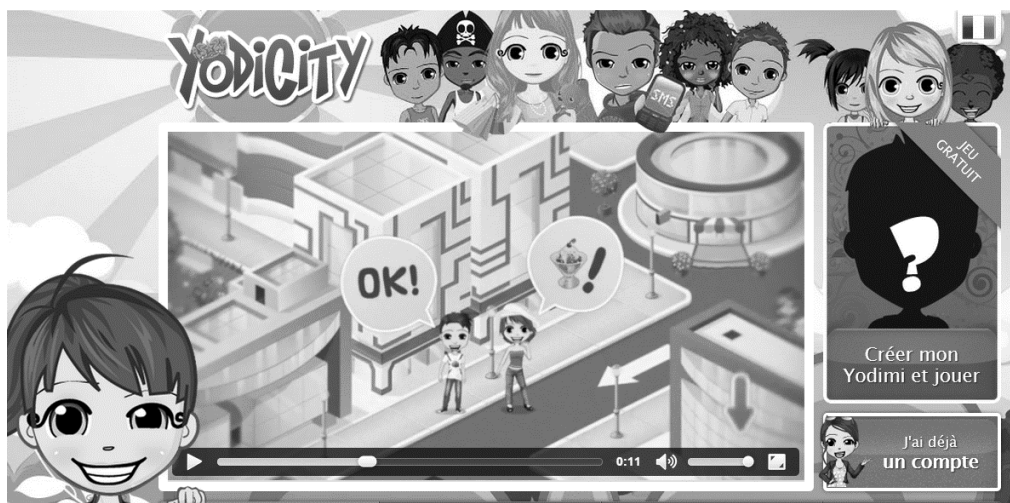 YODiCiTY
SMS
JEU
GRATUIT
OK!
!
?
Créer mon
Yodimi et jouer
0:11
J'ai déjà
un compte